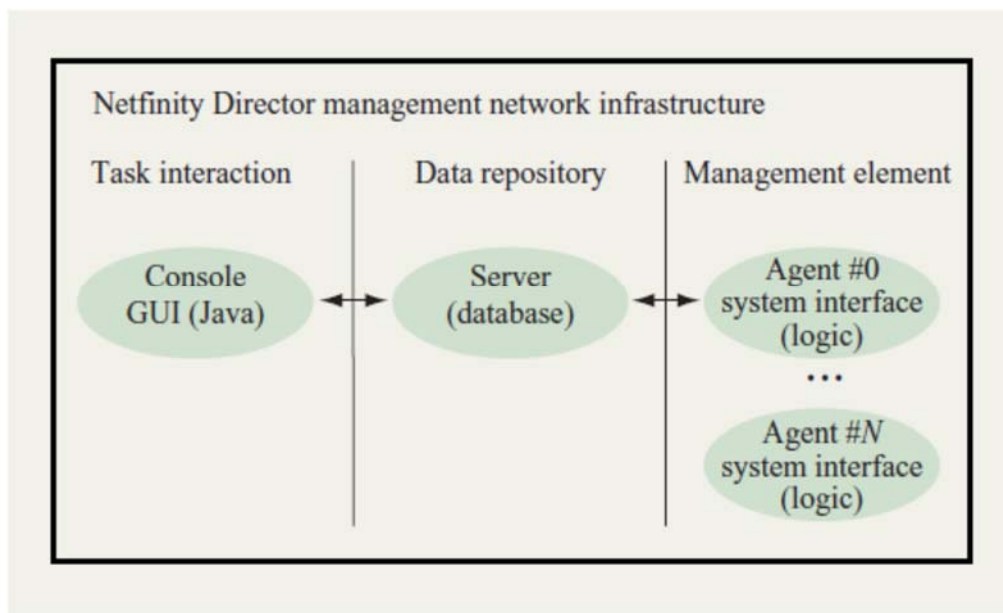 Netfinity Director management network infrastructure
Task interaction
Data repository
Management element
Console
GUI (Java)
Server
(database)
Agent #0
system interface
(logic)
...
Agent #N
system interface
(logic)